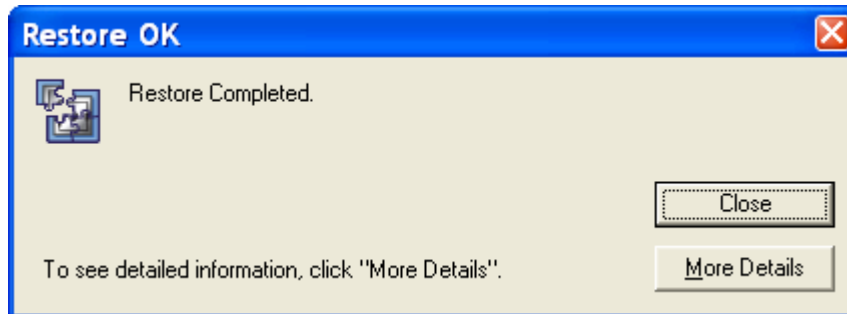 Restore OK
Restore Completed.
Close
To see detailed information, click "More Details".
More Details